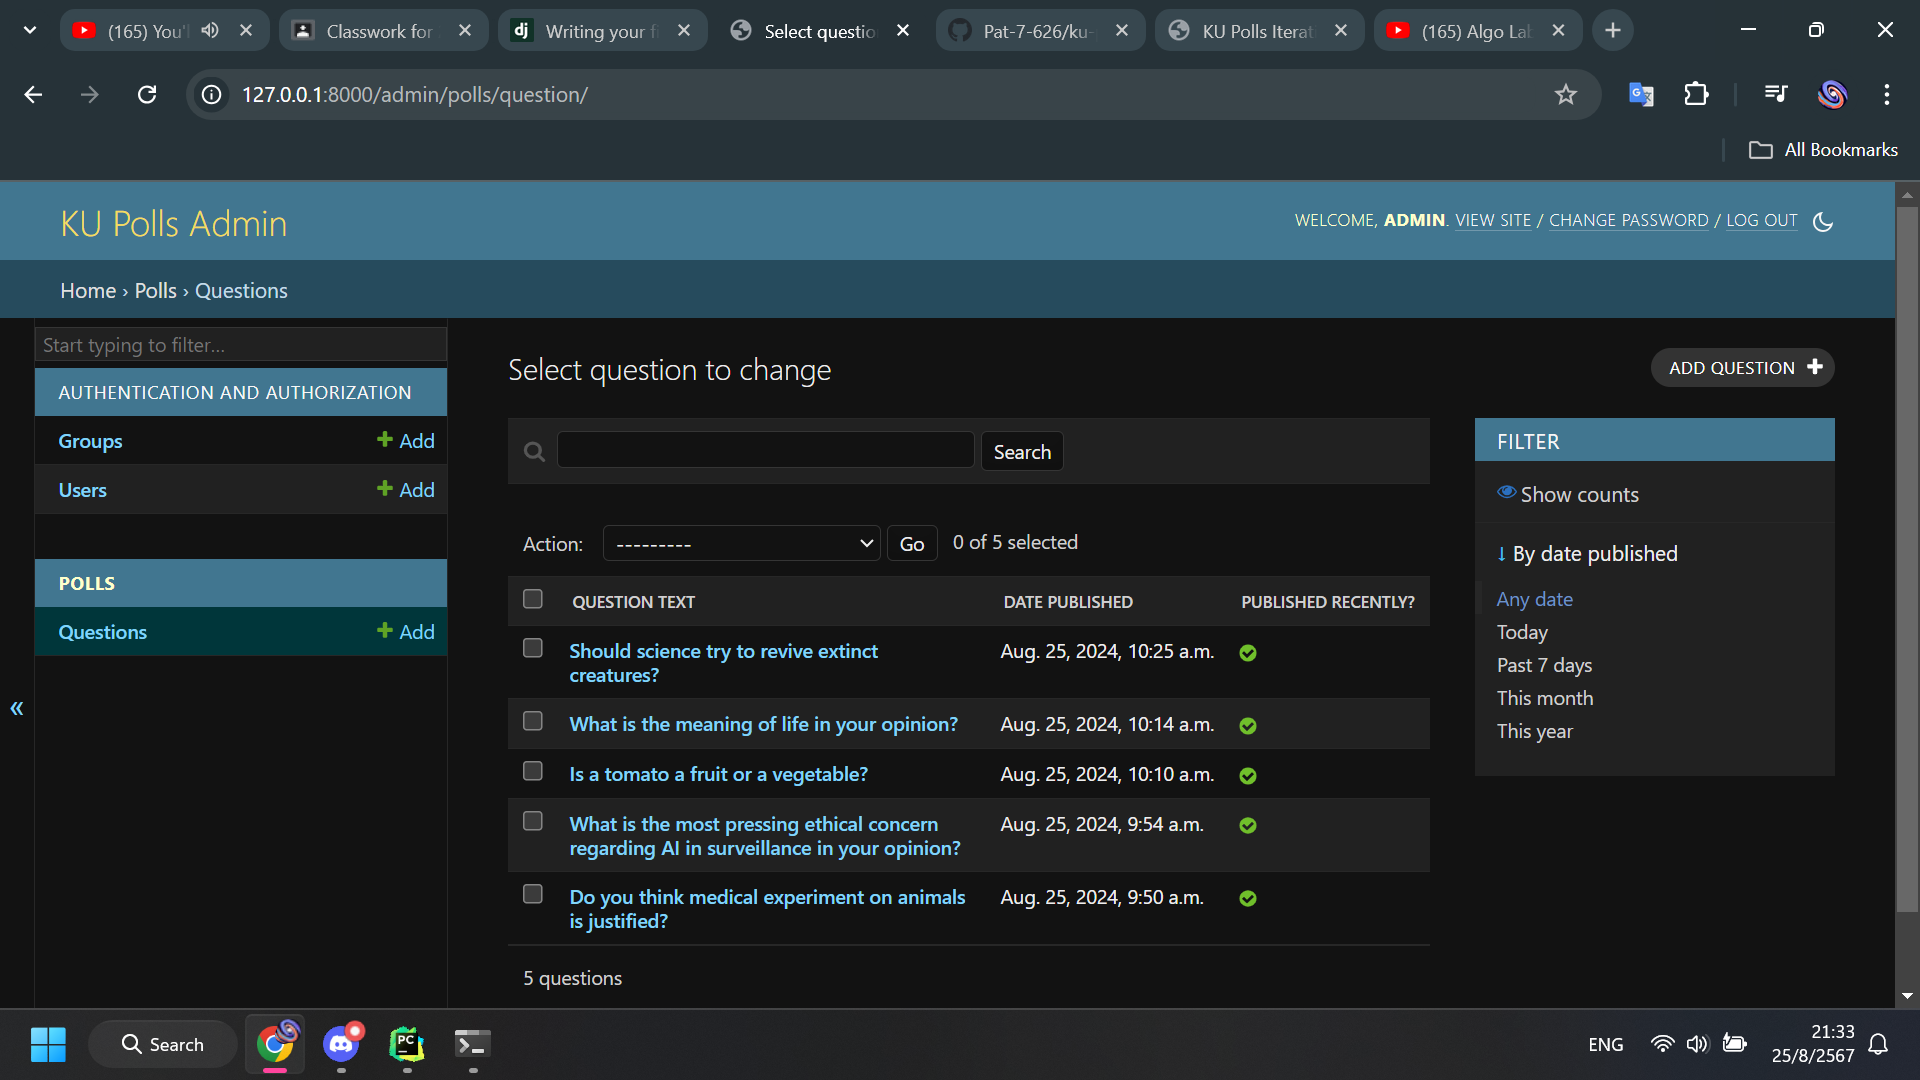 (165) You'l
Classwork for
Writing your fi
Select questio
Pat-7-626/ku-
KU Polls Iterat
(165) Algo Lab
127.0.0.1:8000/admin/polls/question/
All Bookmarks
KU Polls Admin
WELCOME, ADMIN. VIEW SITE / CHANGE PASSWORD / LOG OUT
Home › Polls › Questions
Start typing to filter...
AUTHENTICATION AND AUTHORIZATION
Groups + Add
Users + Add
POLLS
Questions + Add
«
Select question to change
ADD QUESTION +
Search
Action: --------- Go 0 of 5 selected
QUESTION TEXT DATE PUBLISHED PUBLISHED RECENTLY?
Should science try to revive extinct Aug. 25, 2024, 10:25 a.m.
creatures?
What is the meaning of life in your opinion? Aug. 25, 2024, 10:14 a.m.
Is a tomato a fruit or a vegetable? Aug. 25, 2024, 10:10 a.m.
What is the most pressing ethical concern Aug. 25, 2024, 9:54 a.m.
regarding AI in surveillance in your opinion?
Do you think medical experiment on animals Aug. 25, 2024, 9:50 a.m.
is justified?
5 questions
FILTER
Show counts
↓ By date published
Any date
Today
Past 7 days
This month
This year
Search
PC
ENG
21:33
25/8/2567